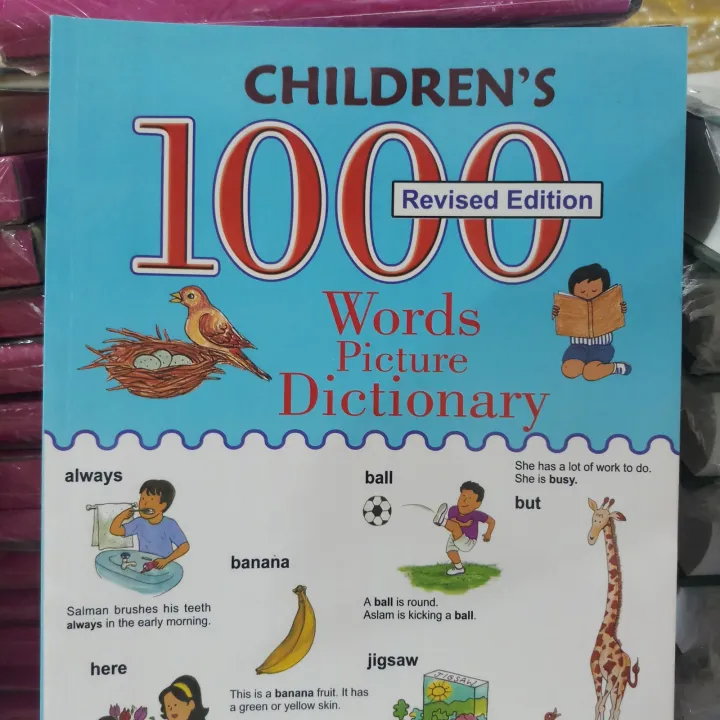 CHILDREN'S
1000
Revised Edition
Words
Picture
Dictionary
always
Salman brushes his teeth
always in the early morning.
banana
This is a banana fruit. It has
a green or yellow skin.
here
ball
A ball is round.
Aslam is kicking a ball.
jigsaw
JIGSAW
She has a lot of work to do.
She is busy.
but